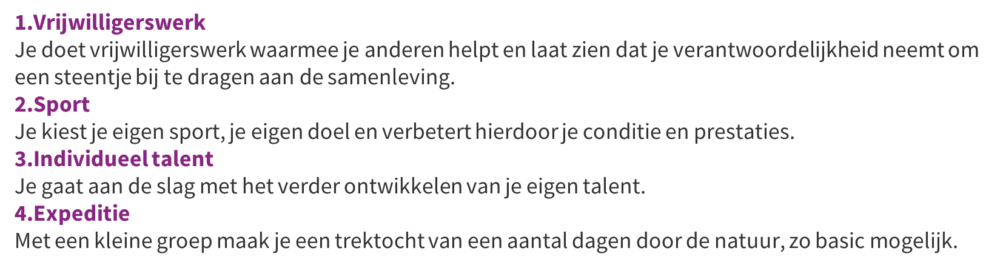 1.Vrijwilligerswerk
Je doet vrijwilligerswerk waarmee je anderen helpt en laat zien dat je verantwoordelijkheid neemt om
een steentje bij te dragen aan de samenleving.
2.Sport
Je kiest je eigen sport, je eigen doel en verbetert hierdoor je conditie en prestaties.
3.Individueel talent
Je gaat aan de slag met het verder ontwikkelen van je eigen talent.
4.Expeditie
Met een kleine groep maak je een trektocht van een aantal dagen door de natuur, zo basic mogelijk.